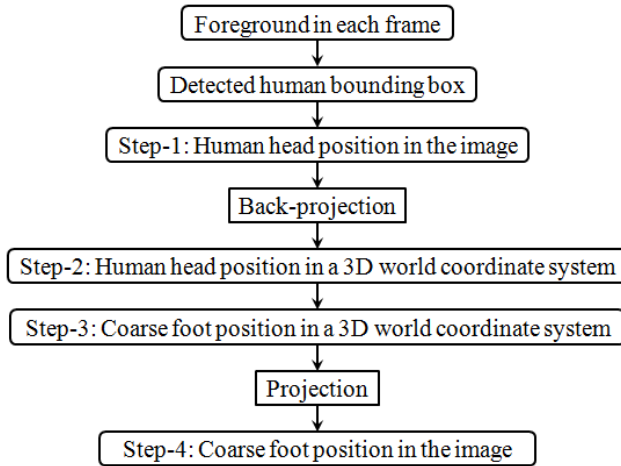 Foreground in each frame
Detected human bounding box
Step-1: Human head position in the image
Back-projection
Step-2: Human head position in a 3D world coordinate system
Step-3: Coarse foot position in a 3D world coordinate system
Projection
Step-4: Coarse foot position in the image